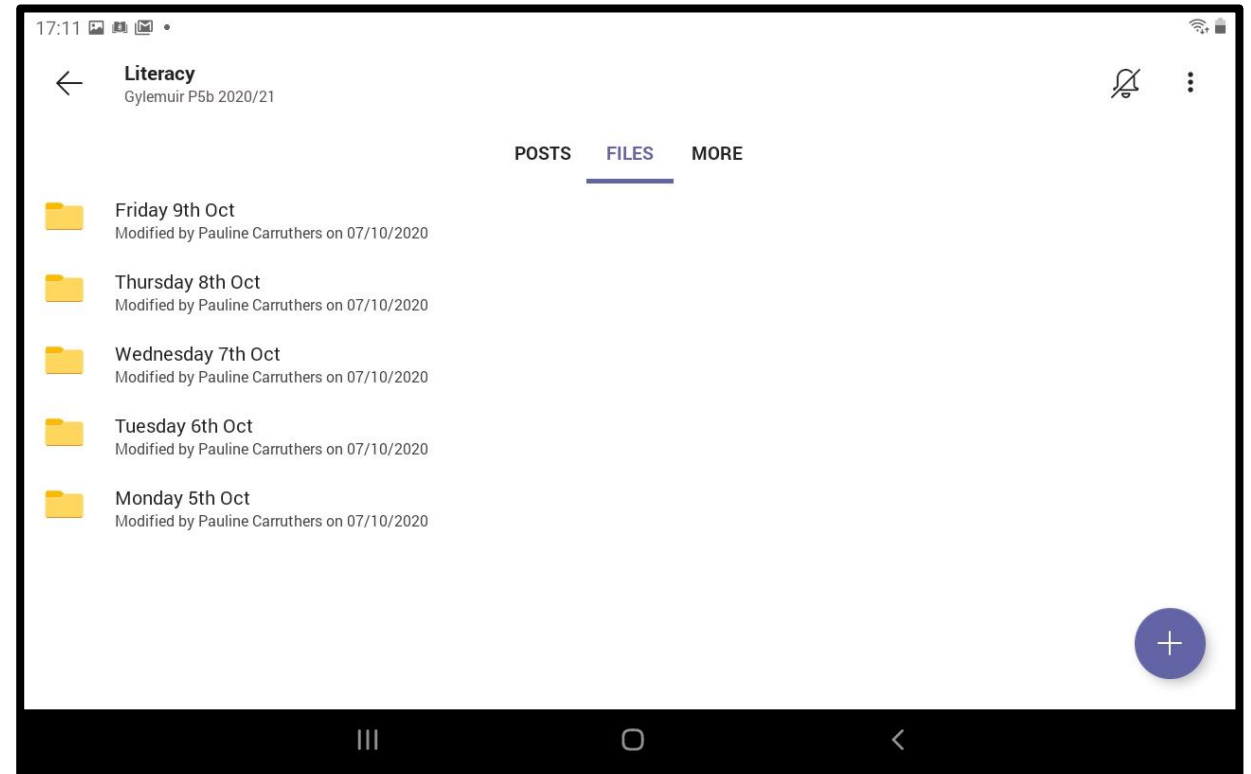 17:11
Literacy
Gylemuir P5b 2020/21
POSTS FILES MORE
Friday 9th Oct
Modified by Pauline Carruthers on 07/10/2020
Thursday 8th Oct
Modified by Pauline Carruthers on 07/10/2020
Wednesday 7th Oct
Modified by Pauline Carruthers on 07/10/2020
Tuesday 6th Oct
Modified by Pauline Carruthers on 07/10/2020
Monday 5th Oct
Modified by Pauline Carruthers on 07/10/2020